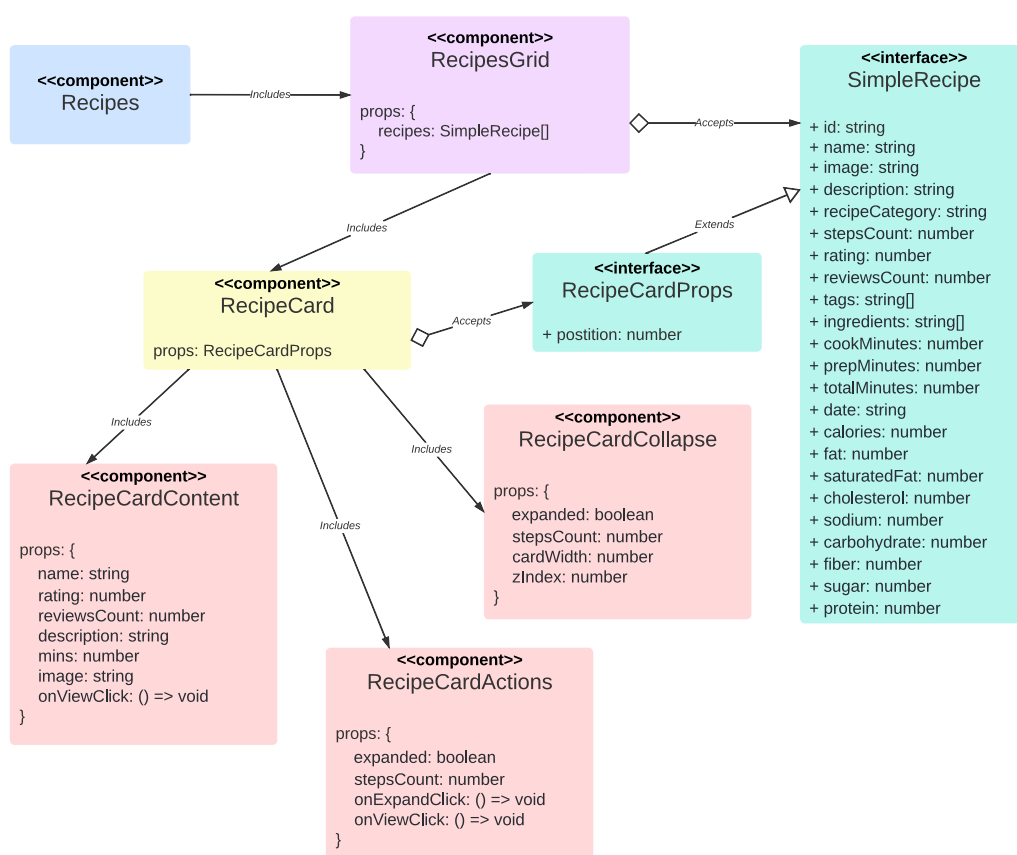 <<component>>
Recipes
Includes
<<component>>
RecipesGrid
props: {
recipes: SimpleRecipe[]
}
Accepts
<<interface>>
SimpleRecipe
+ id: string
+ name: string
+ image: string
+ description: string
+ recipeCategory: string
+ stepsCount: number
+ rating: number
+ reviewsCount: number
+ tags: string[]
+ ingredients: string[]
+ cookMinutes: number
+ prepMinutes: number
+ totalMinutes: number
+ date: string
+ calories: number
+ fat: number
+ saturatedFat: number
+ cholesterol: number
+ sodium: number
+ carbohydrate: number
+ fiber: number
+ sugar: number
+ protein: number
Includes
Extends
<<component>>
RecipeCard
props: RecipeCardProps
Accepts
<<interface>>
RecipeCardProps
+ postition: number
Includes
Includes
Includes
<<component>>
RecipeCardContent
props: {
name: string
rating: number
reviewsCount: number
description: string
mins: number
image: string
onViewClick: () => void
}
<<component>>
RecipeCardCollapse
props: {
expanded: boolean
stepsCount: number
cardWidth: number
zIndex: number
}
<<component>>
RecipeCardActions
props: {
expanded: boolean
stepsCount: number
onExpandClick: () => void
onViewClick: () => void
}